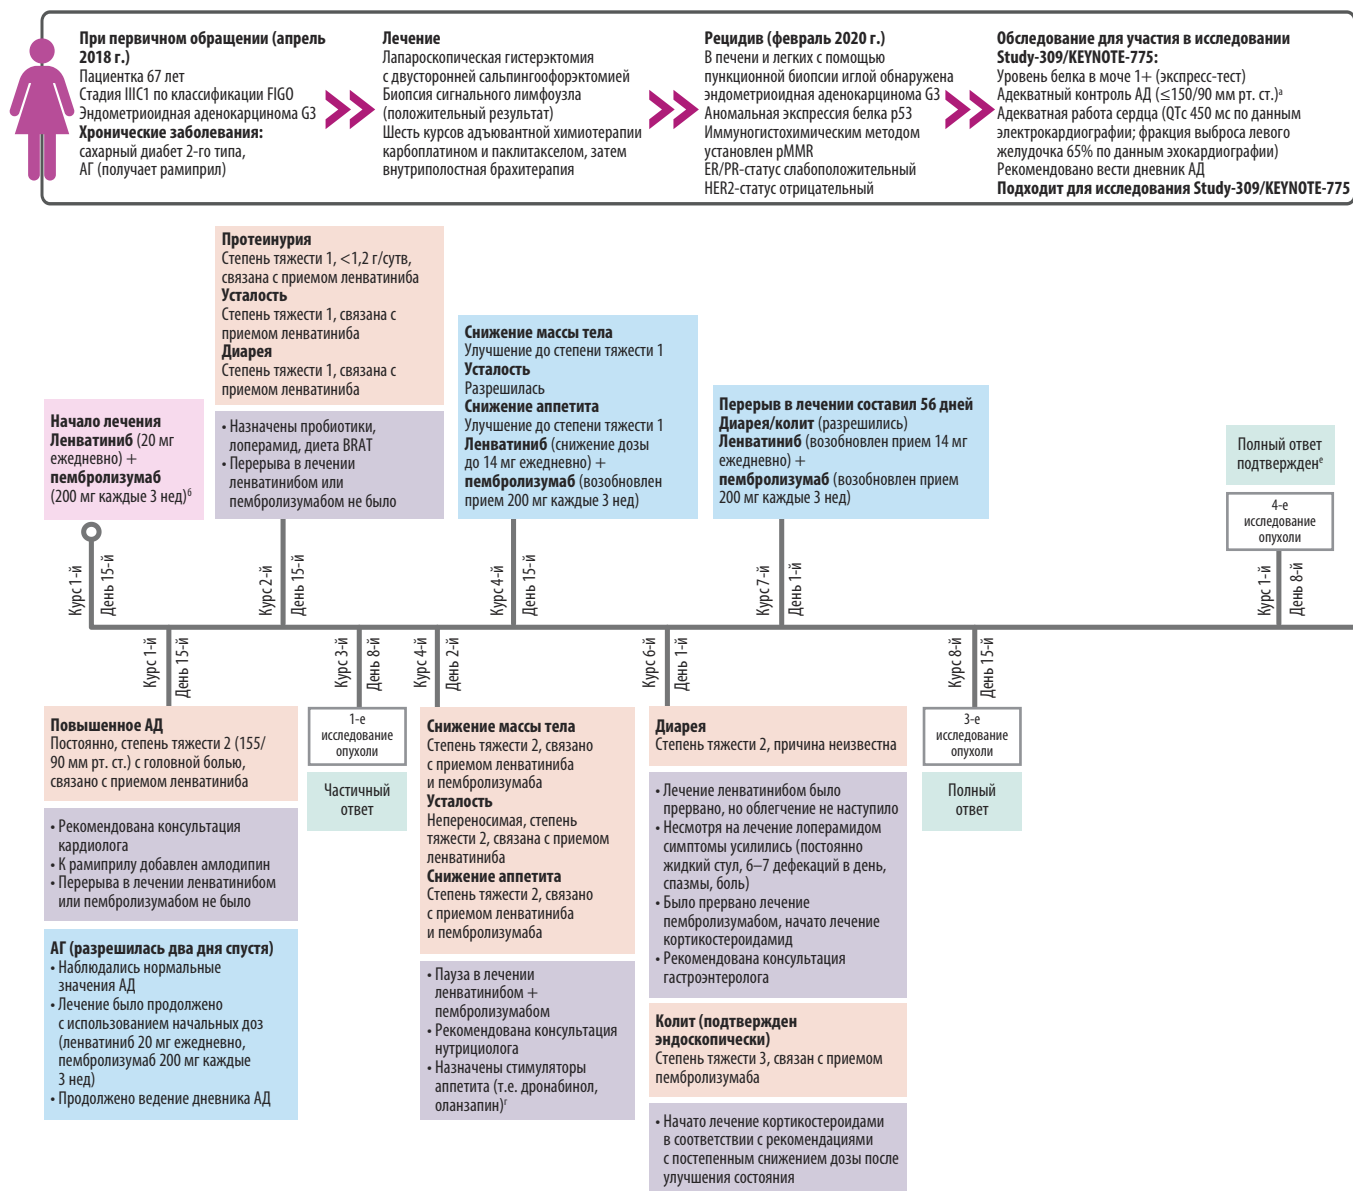 При первичном обращении (апрель
2018 г.)
Пациентка 67 лет
Стадия IIIC1 по классификации FIGO
Эндометриоидная аденокарцинома G3
Хронические заболевания:
сахарный диабет 2-го типа,
АГ (получает рамиприл)
Лечение
Лапароскопическая гистерэктомия
с двусторонней сальпингоофорэктомией
Биопсия сигнального лимфоузла
(положительный результат)
Шесть курсов адъювантной химиотерапии
карбоплатином и паклитакселом, затем
внутриполостная брахитерапия
Рецидив (февраль 2020 г.)
В печени и легких с помощью
пункционной биопсии иглой обнаружена
эндометриоидная аденокарцинома G3
Аномальная экспрессия белка p53
Иммуногистохимическим методом
установлен pMMR
ER/PR-статус слабоположительный
HER2-статус отрицательный
Обследование для участия в исследовании
Study-309/KEYNOTE-775:
Уровень белка в моче 1+ (экспресс-тест)
Адекватный контроль АД (≤150/90 мм рт. ст.)ᵃ
Адекватная работа сердца (QTc 450 мс по данным
электрокардиографии; фракция выброса левого
желудочка 65% по данным эхокардиографии)
Рекомендовано вести дневник АД
Подходит для исследования Study-309/KEYNOTE-775
Начало лечения
Ленватиниб (20 мг
ежедневно) +
пембролизумаб
(200 мг каждые 3 нед)ᵟ
Протеинурия
Степень тяжести 1, <1,2 г/сутв,
связана с приемом ленватиниба
Усталость
Степень тяжести 1, связана с
приемом ленватиниба
Диарея
Степень тяжести 1, связана с
приемом ленватиниба
• Назначены пробиотики,
лоперамид, диета BRAT
• Перерыва в лечении
ленватинибом или
пембролизумабом не было
Снижение массы тела
Улучшение до степени тяжести 1
Усталость
Разрешилась
Снижение аппетита
Улучшение до степени тяжести 1
Ленватиниб (снижение дозы
до 14 мг ежедневно) +
пембролизумаб (возобновлен
прием 200 мг каждые 3 нед)
Перерыв в лечении составил 56 дней
Диарея/колит (разрешились)
Ленватиниб (возобновлен прием 14 мг
ежедневно) +
пембролизумаб (возобновлен прием
200 мг каждые 3 нед)
Полный ответ
подтвержденᵉ
4-е
исследование
опухоли
Курс 1-й
День 15-й
Курс 2-й
День 15-й
Курс 4-й
День 15-й
Курс 7-й
День 1-й
Курс 1-й
День 8-й
Курс 1-й
День 15-й
Курс 3-й
День 8-й
Курс 4-й
День 2-й
Курс 6-й
День 1-й
Курс 8-й
День 15-й
Повышенное АД
Постоянно, степень тяжести 2 (155/
90 мм рт. ст.) с головной болью,
связано с приемом ленватиниба
• Рекомендована консультация
кардиолога
• К рамиприлу добавлен амлодипин
• Перерыва в лечении ленватинибом
или пембролизумабом не было
АГ (разрешилась два дня спустя)
• Наблюдались нормальные
значения АД
• Лечение было продолжено
с использованием начальных доз
(ленватиниб 20 мг ежедневно,
пембролизумаб 200 мг каждые
3 нед)
• Продолжено ведение дневника АД
1-е
исследование
опухоли
Частичный
ответ
Снижение массы тела
Степень тяжести 2, связано
с приемом ленватиниба
и пембролизумаба
Усталость
Непереносимая, степень
тяжести 2, связана с приемом
ленватиниба
Снижение аппетита
Степень тяжести 2, связано
с приемом ленватиниба
и пембролизумаба
• Пауза в лечении
ленватинибом +
пембролизумабом
• Рекомендована консультация
нутрициолога
• Назначены стимуляторы
аппетита (т.е. дронабинол,
оланзапин)ᴦ
Диарея
Степень тяжести 2, причина неизвестна
• Лечение ленватинибом было
прервано, но облегчение не наступило
• Несмотря на лечение лоперамидом
симптомы усилились (постоянно
жидкий стул, 6–7 дефекаций в день,
спазмы, боль)
• Было прервано лечение
пембролизумабом, начато лечение
кортикостероидамид
• Рекомендована консультация
гастроэнтеролога
Колит (подтвержден
эндоскопически)
Степень тяжести 3, связан с приемом
пембролизумаба
• Начато лечение кортикостероидами
в соответствии с рекомендациями
с постепенным снижением дозы после
улучшения состояния
3-е
исследование
опухоли
Полный
ответ